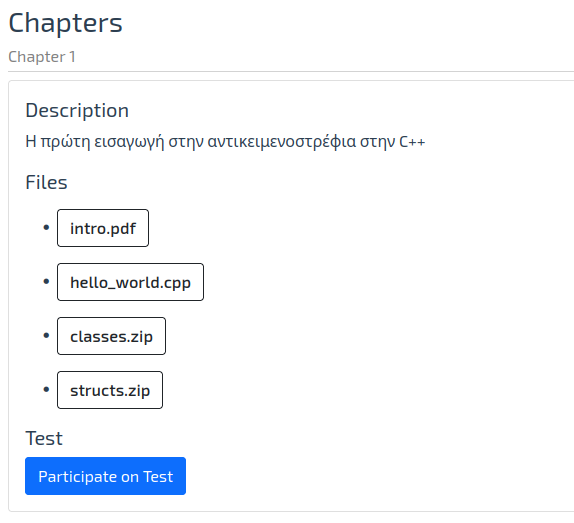 Chapters
Chapter 1
Description
Η πρώτη εισαγωγή στην αντικειμενοστρέφια στην C++
Files
intro.pdf
hello_world.cpp
classes.zip
structs.zip
Test
Participate on Test